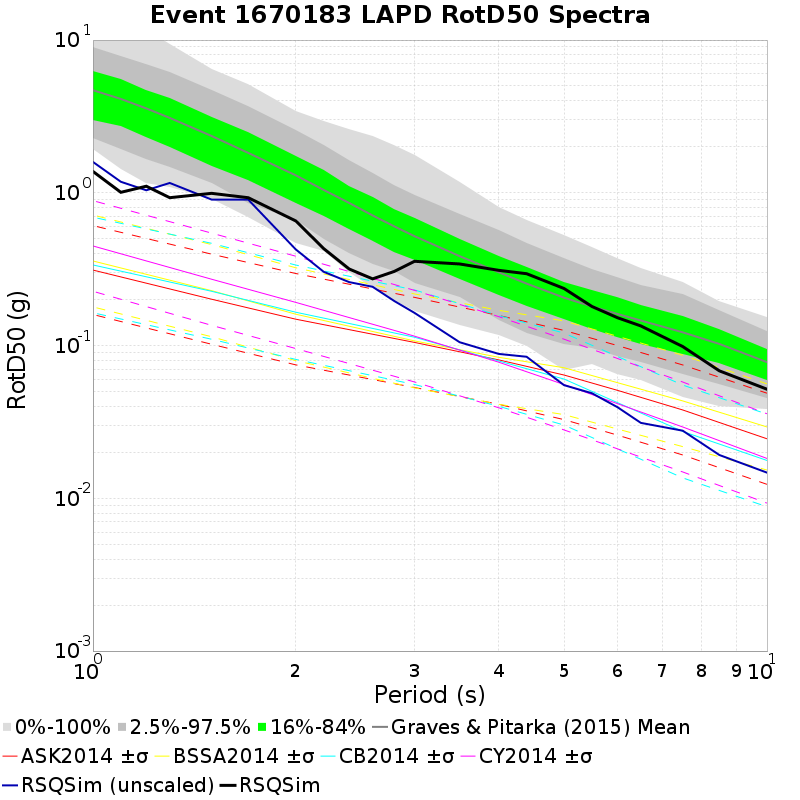 Event 1670183 LAPD RotD50 Spectra
10^1
10^0
10^-1
10^-2
10^-3
RotD50 (g)
10^0 2 3 4 5 6 7 8 9 10^1
Period (s)
0%-100% 2.5%-97.5% 16%-84% Graves & Pitarka (2015) Mean
ASK2014 ±σ BSSA2014 ±σ CB2014 ±σ CY2014 ±σ
RSQSim (unscaled) RSQSim